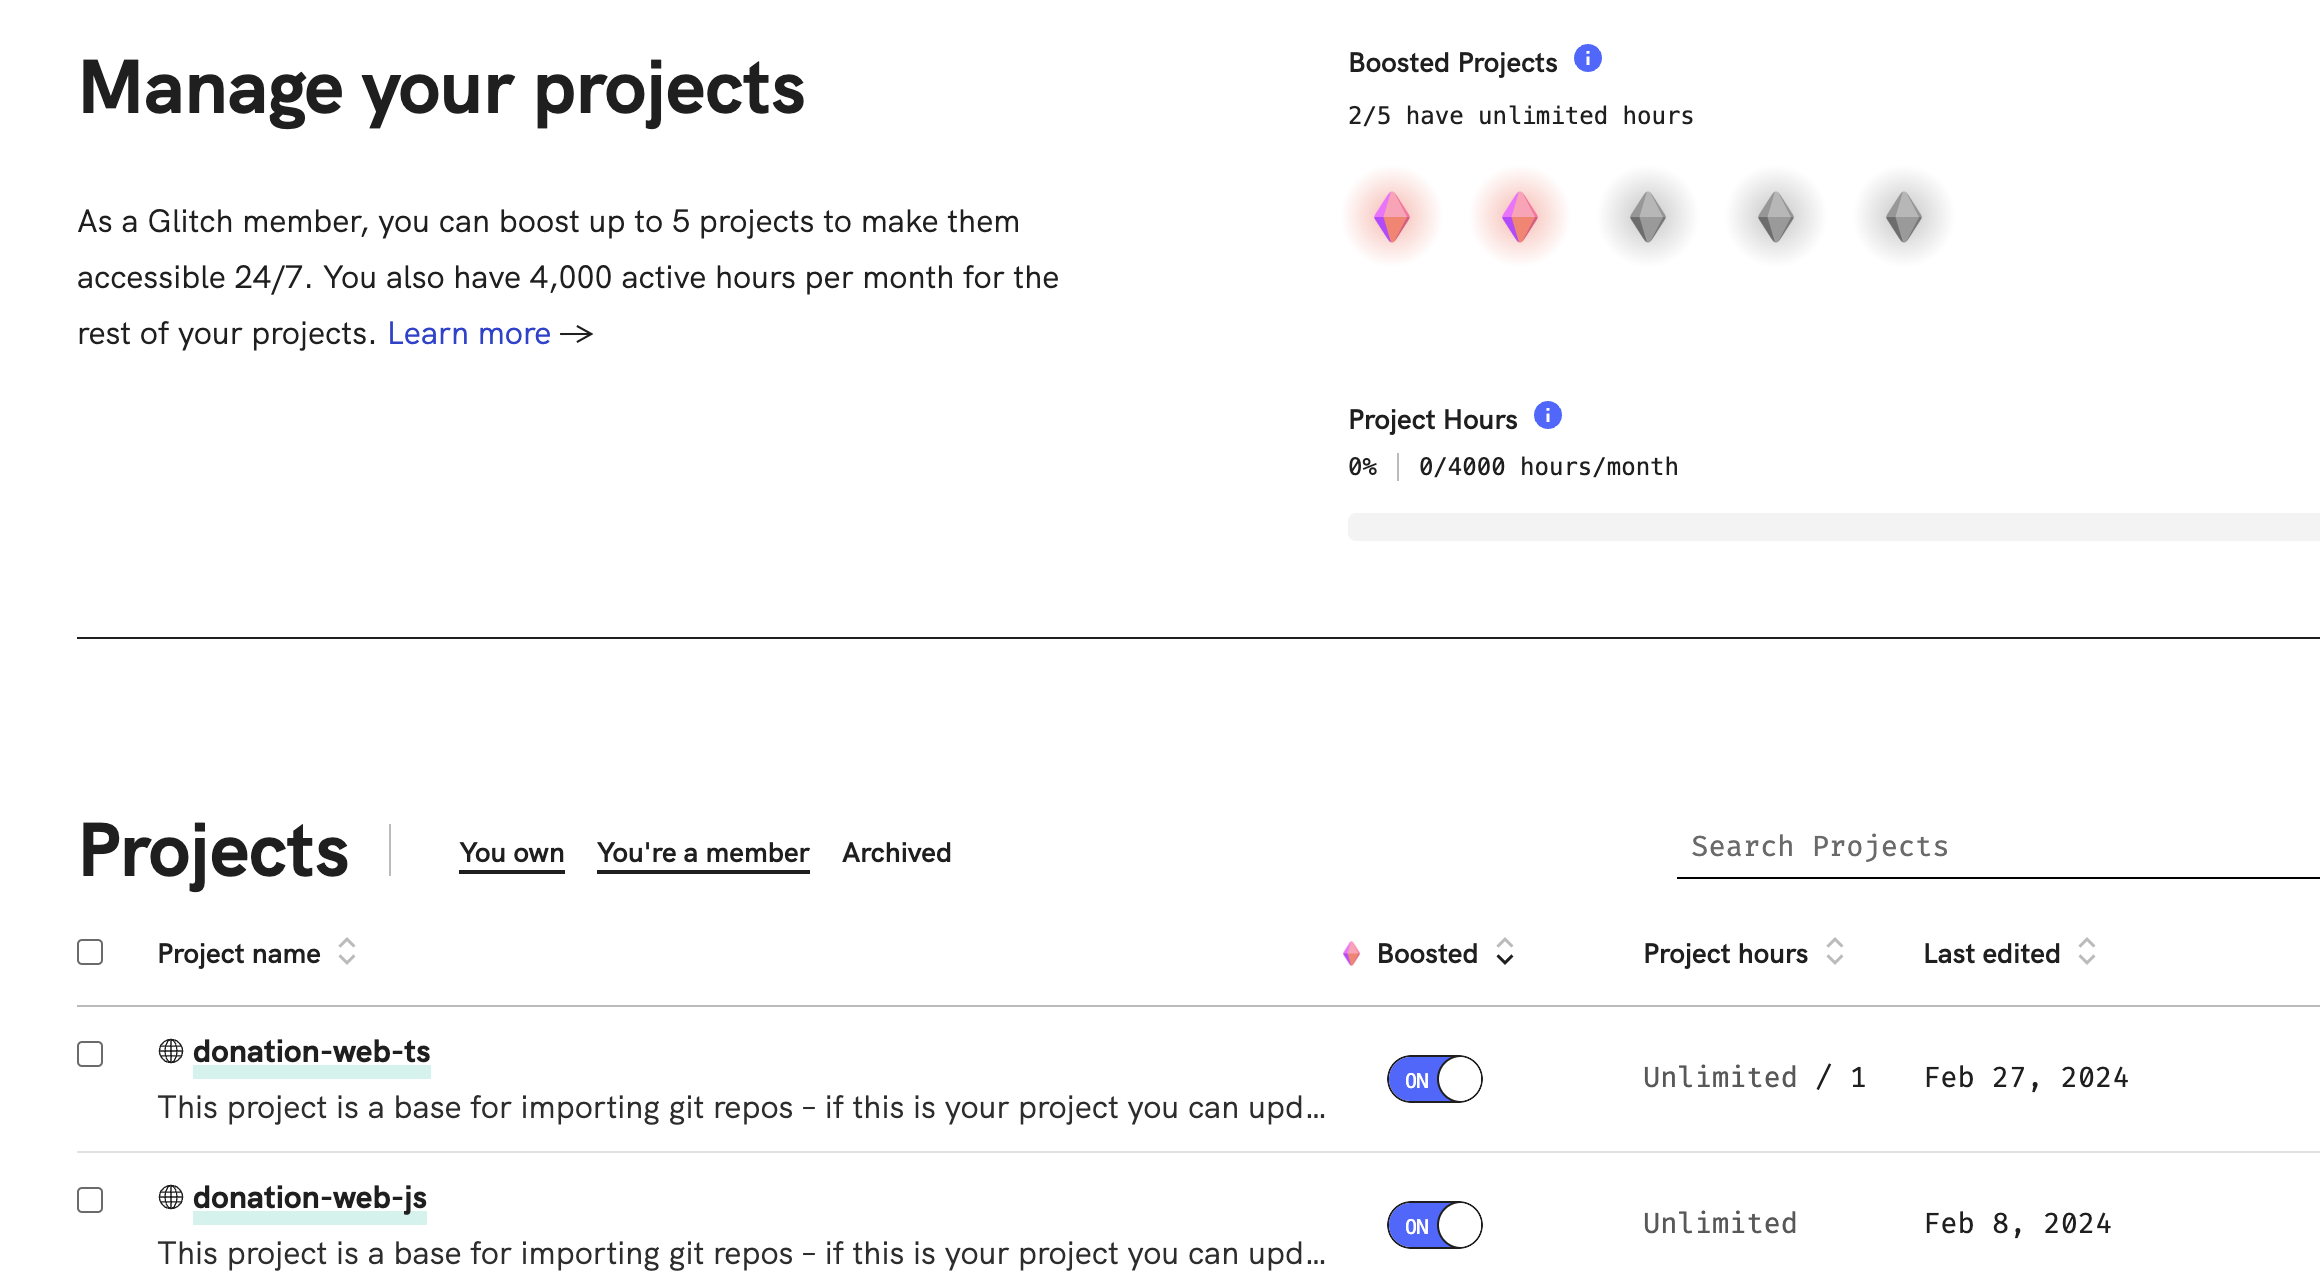 Manage your projects
As a Glitch member, you can boost up to 5 projects to make them
accessible 24/7. You also have 4,000 active hours per month for the
rest of your projects. Learn more →
Boosted Projects
2/5 have unlimited hours
Project Hours
0% | 0/4000 hours/month
Projects
You own You're a member Archived
Search Projects
Project name Boosted Project hours Last edited
donation-web-ts
This project is a base for importing git repos – if this is your project you can upd...
ON Unlimited / 1 Feb 27, 2024
donation-web-js
This project is a base for importing git repos – if this is your project you can upd...
ON Unlimited Feb 8, 2024